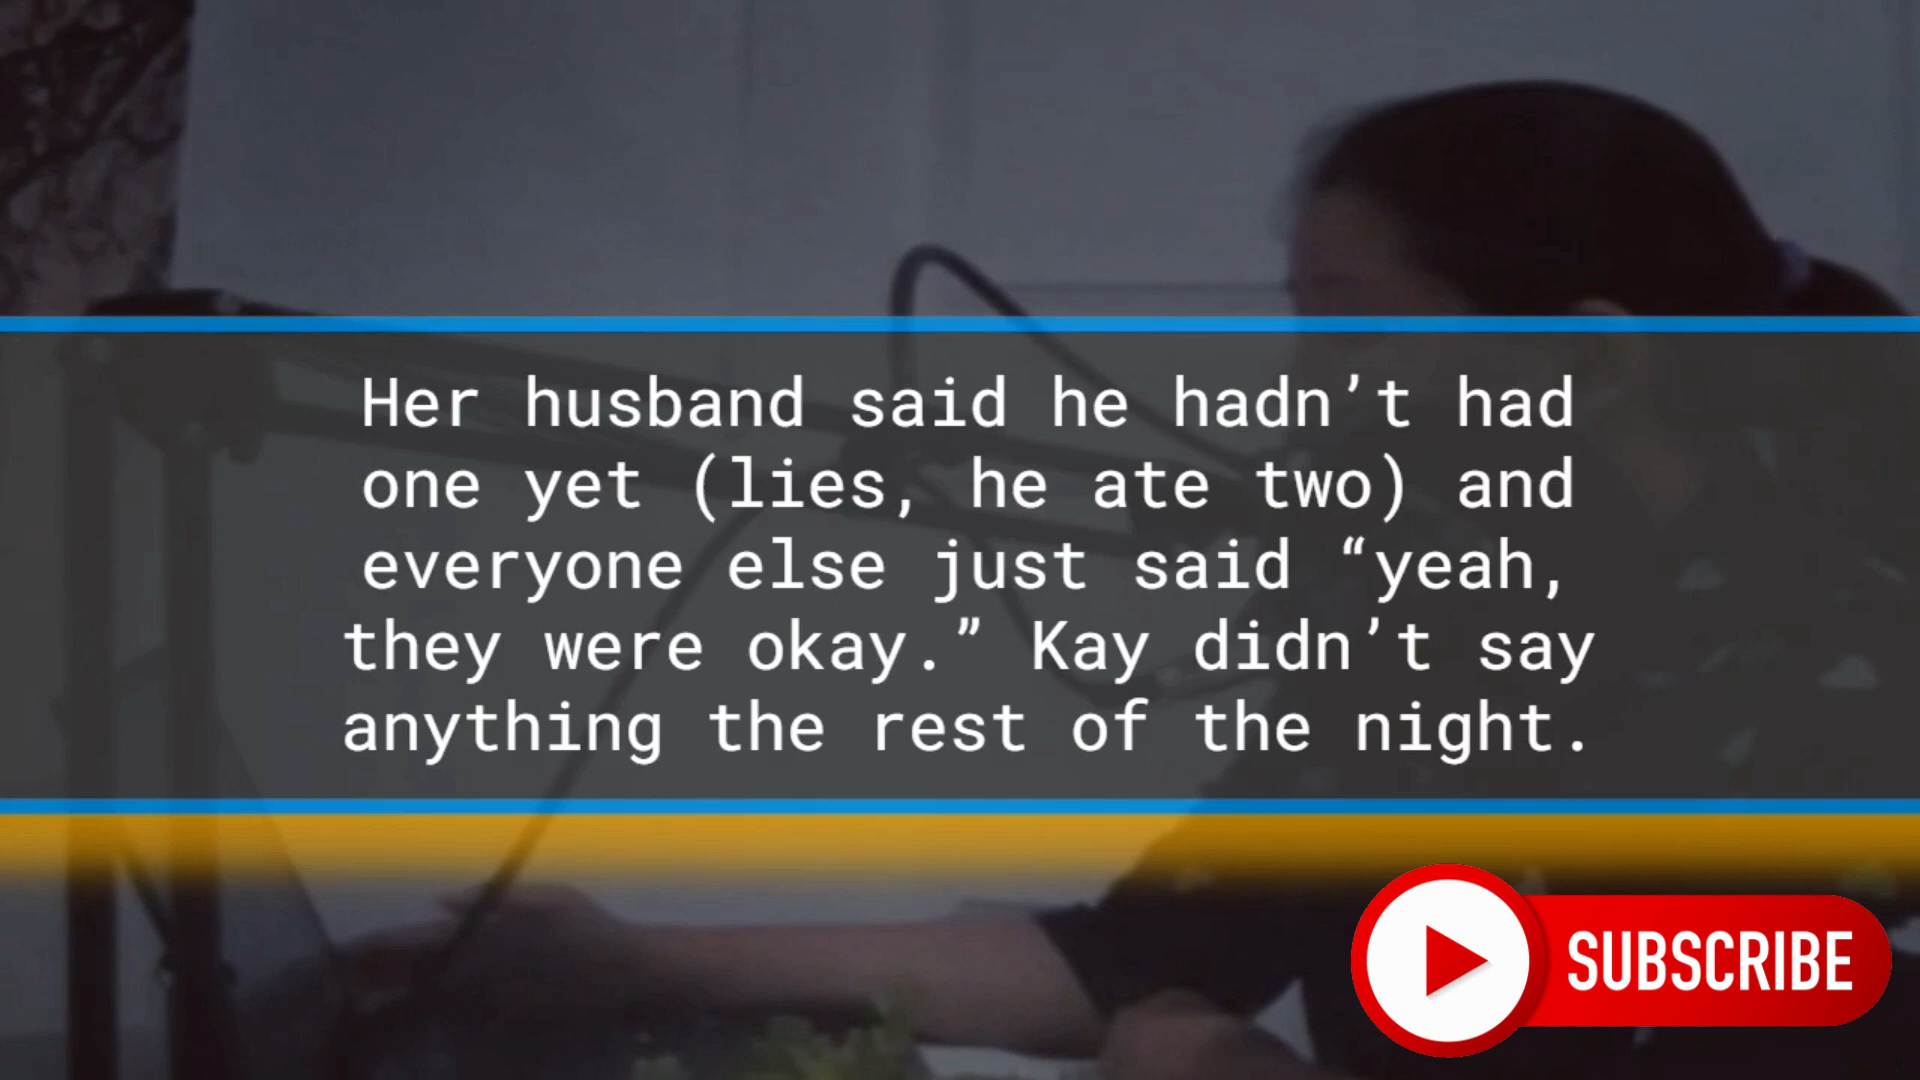 Her husband said he hadn’t had
one yet (lies, he ate two) and
everyone else just said “yeah,
they were okay.” Kay didn’t say
anything the rest of the night.
SUBSCRIBE